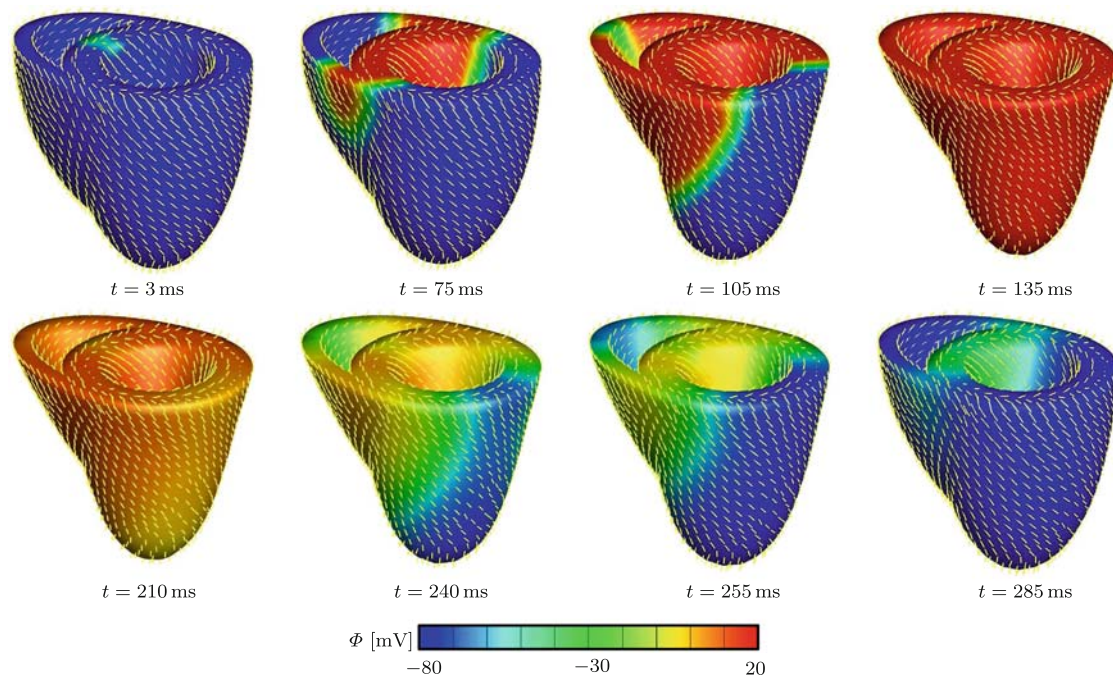 t = 3 ms
t = 75 ms
t = 105 ms
t = 135 ms
t = 210 ms
t = 240 ms
t = 255 ms
t = 285 ms
Φ [mV]
−80
−30
20